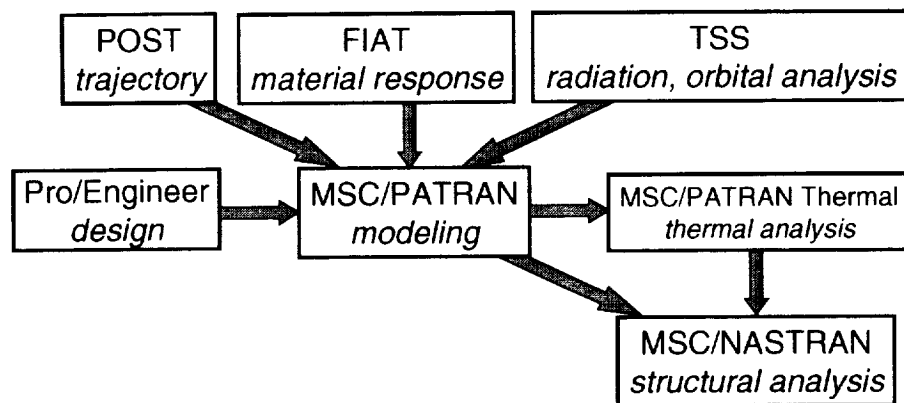 POST
trajectory
FIAT
material response
TSS
radiation, orbital analysis
Pro/Engineer
design
MSC/PATRAN
modeling
MSC/PATRAN Thermal
thermal analysis
MSC/NASTRAN
structural analysis